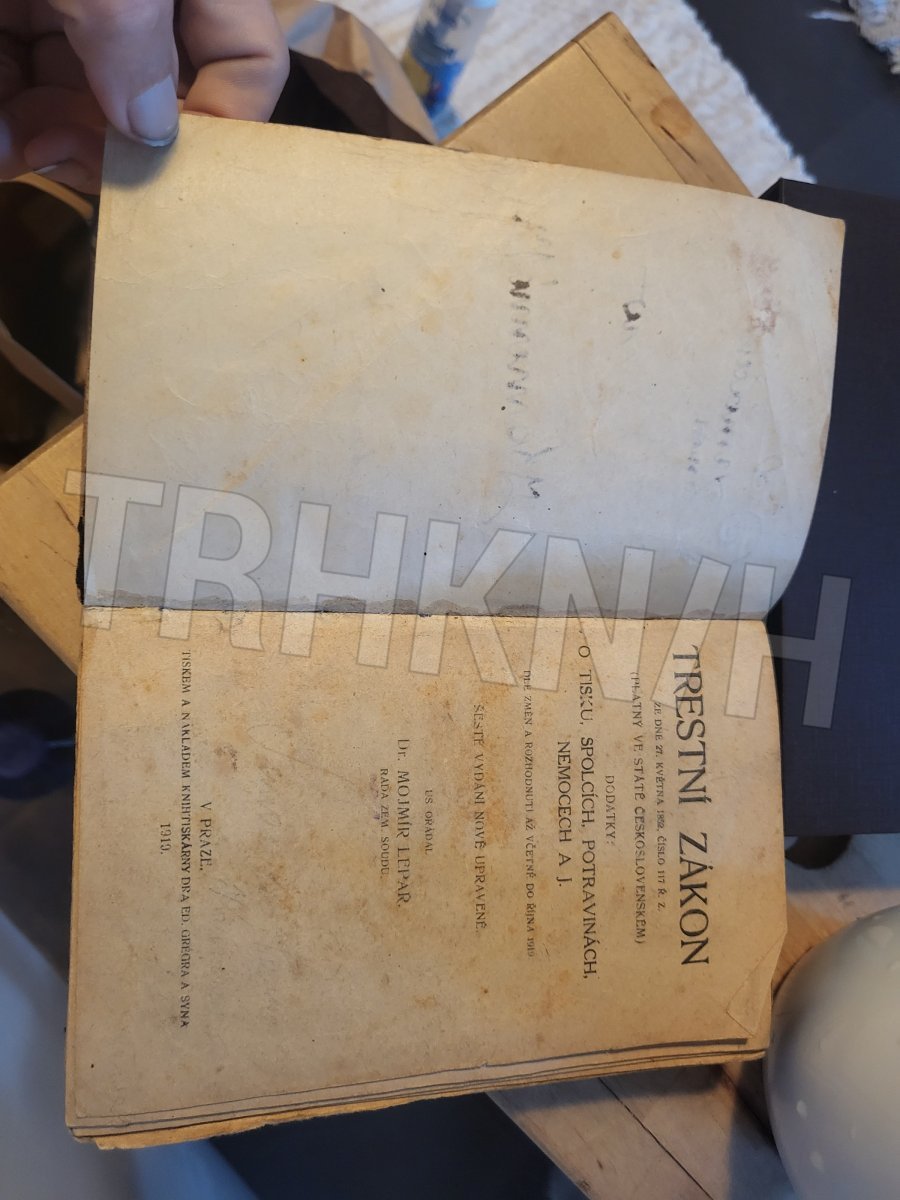 TRESTNÍ ZÁKON
ZE DNE 27. KVĚTNA 1852, ČÍSLO 117 Ř. Z.
(PLATNÝ VE STÁTĚ ČESKOSLOVENSKÉM)
DODATKY:
O TISKU, SPOLCÍCH, POTRAVINÁCH,
NEMOCECH A J.
DLE ZMĚN A ROZHODNUTÍ AŽ VČETNĚ DO ŘÍJNA 1919
ŠESTÉ VYDÁNÍ NOVĚ UPRAVENÉ.
USPOŘÁDAL
Dr. MOJMÍR LEPAŘ,
RADA ZEM. SOUDU.
V PRAZE.
TISKEM A NÁKLADEM KNIHTISKÁRNY DRA ED. GRÉGRA A SYNA
1919.
TRHKNIH